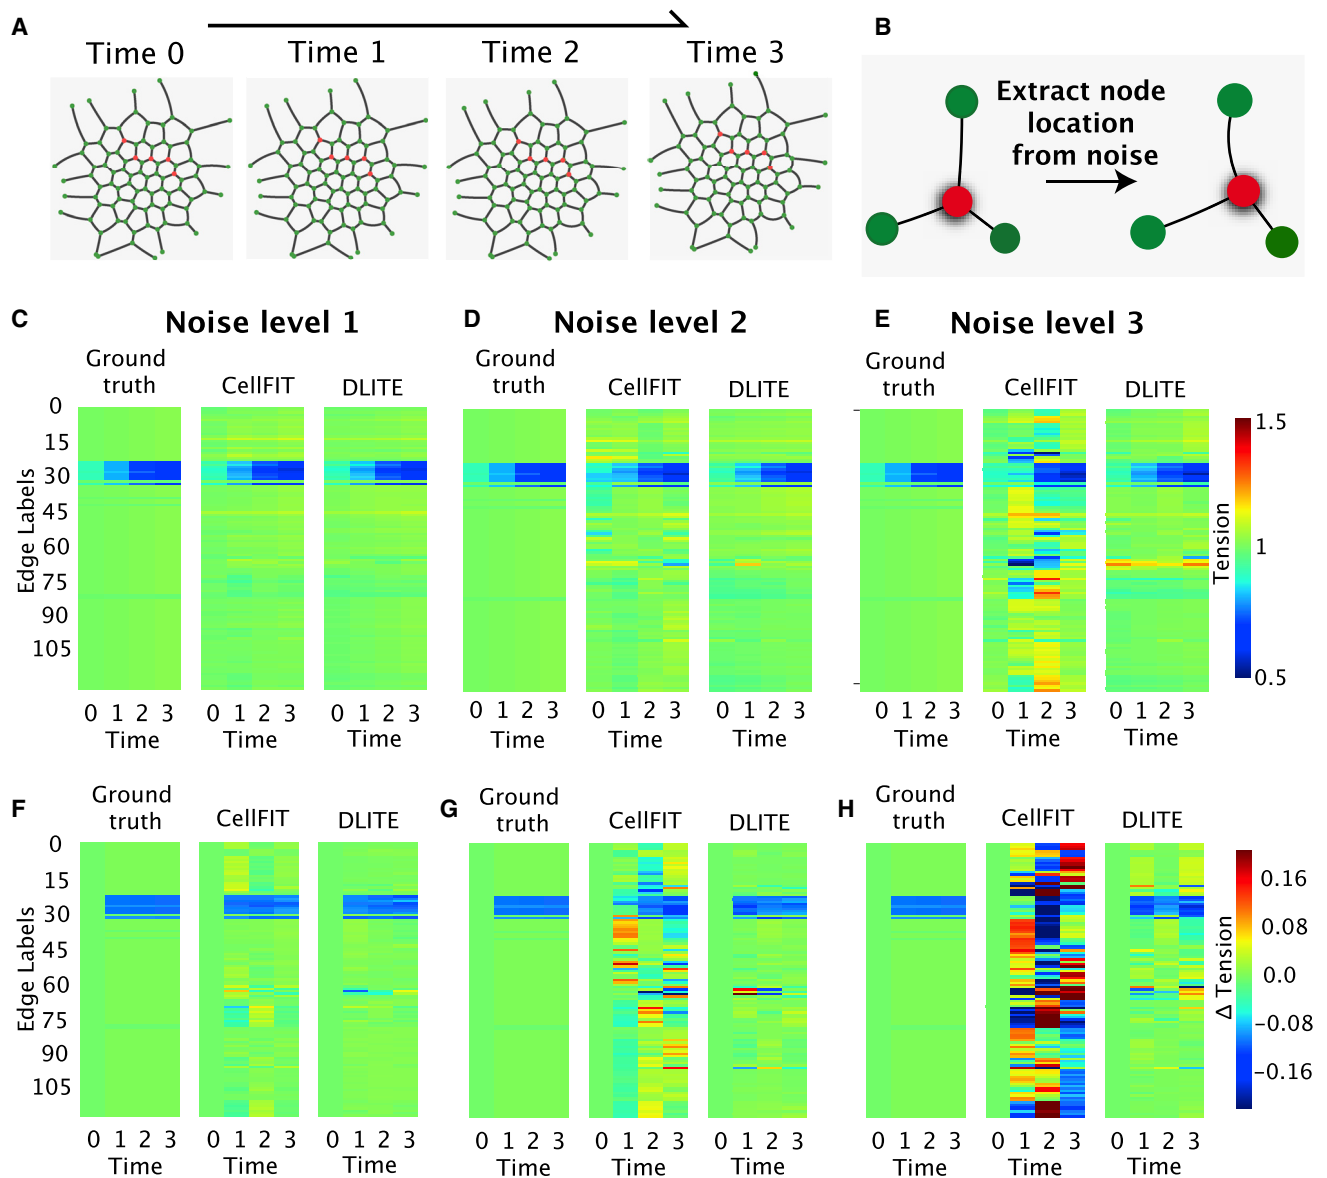 A
Time 0
Time 1
Time 2
Time 3
B
Extract node
location
from noise
C
Noise level 1
D
Noise level 2
E
Noise level 3
Ground
truth
CellFIT
DLITE
Ground
truth
CellFIT
DLITE
Ground
truth
CellFIT
DLITE
0
15
30
45
60
75
90
105
Edge Labels
0 1 2 3
Time
0 1 2 3
Time
0 1 2 3
Time
0 1 2 3
Time
0 1 2 3
Time
0 1 2 3
Time
0 1 2 3
Time
0 1 2 3
Time
0 1 2 3
Time
1.5
1
0.5
Tension
F
Ground
truth
CellFIT
DLITE
G
Ground
truth
CellFIT
DLITE
H
Ground
truth
CellFIT
DLITE
0
15
30
45
60
75
90
105
Edge Labels
0 1 2 3
Time
0 1 2 3
Time
0 1 2 3
Time
0 1 2 3
Time
0 1 2 3
Time
0 1 2 3
Time
0 1 2 3
Time
0 1 2 3
Time
0 1 2 3
Time
0.16
0.08
0.0
−0.08
−0.16
Δ Tension